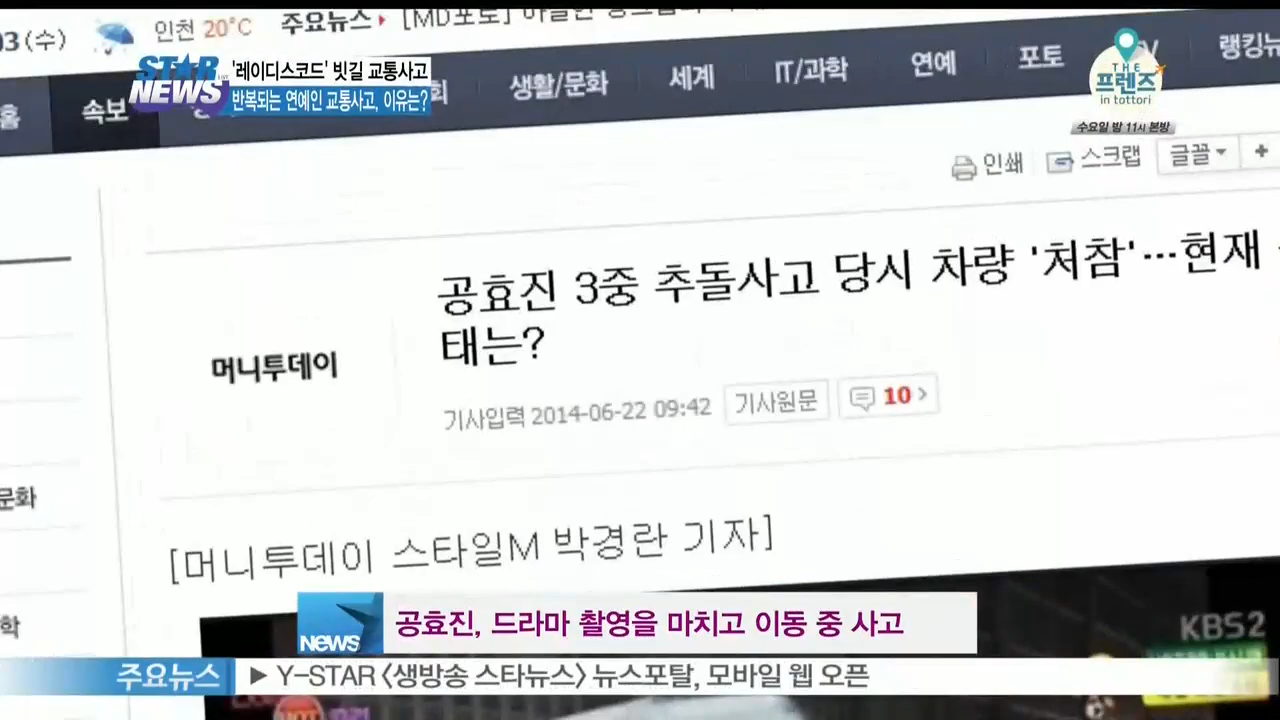 03(수) 인천 20°C 주요뉴스 [MD포토]
STAR NEWS
'레이디스코드' 빗길 교통사고
반복되는 연예인 교통사고, 이유는?
THE 프렌즈 in tottori
수요일 밤 11시 본방
홈 속보 생활/문화 세계 IT/과학 연예 포토 TV 랭킹뉴
인쇄 스크랩 글꼴
공효진 3중 추돌사고 당시 차량 '처참'…현재
태는?
머니투데이
기사입력 2014-06-22 09:42 기사원문 10
문화
[머니투데이 스타일M 박경란 기자]
학
KBS2
NEWS 공효진, 드라마 촬영을 마치고 이동 중 사고
주요뉴스 ▶ Y-STAR <생방송 스타뉴스> 뉴스포탈, 모바일 웹 오픈
HOT